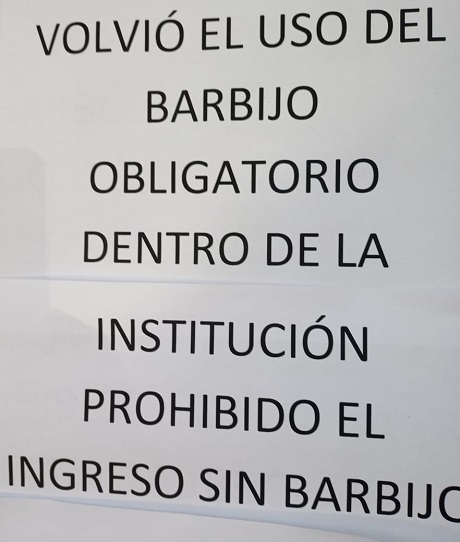 VOLVIÓ EL USO DEL
BARBIJO
OBLIGATORIO
DENTRO DE LA
INSTITUCIÓN
PROHIBIDO EL
INGRESO SIN BARBIJO